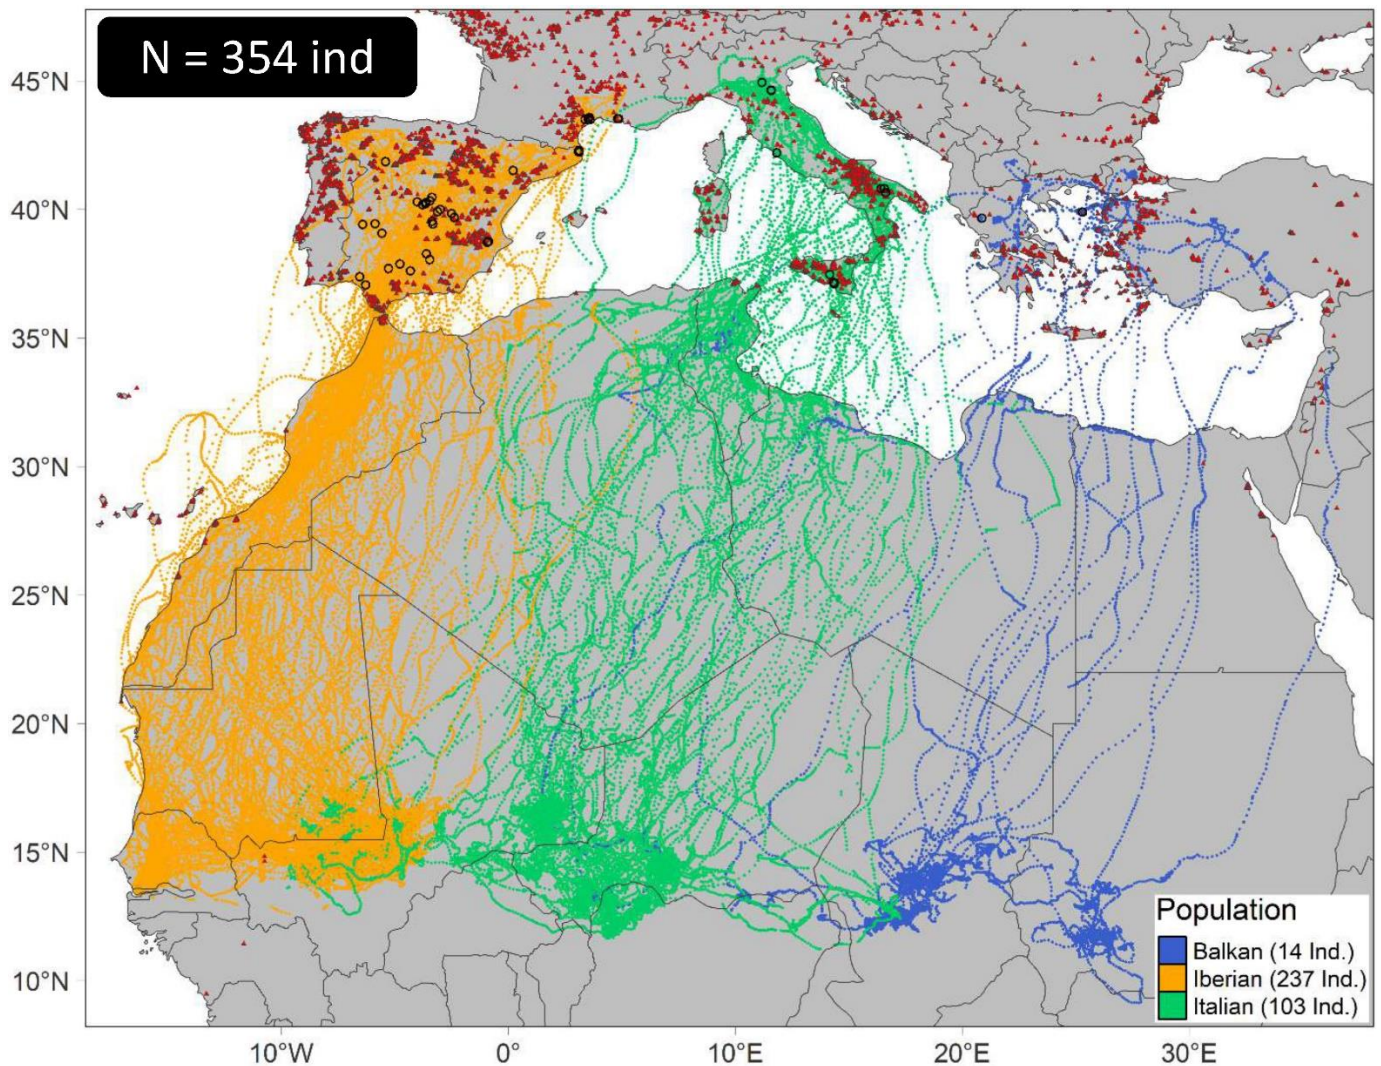 N = 354 ind
45°N
40°N
35°N
30°N
25°N
20°N
15°N
10°N
10°W
0°
10°E
20°E
30°E
Population
Balkan (14 Ind.)
Iberian (237 Ind.)
Italian (103 Ind.)